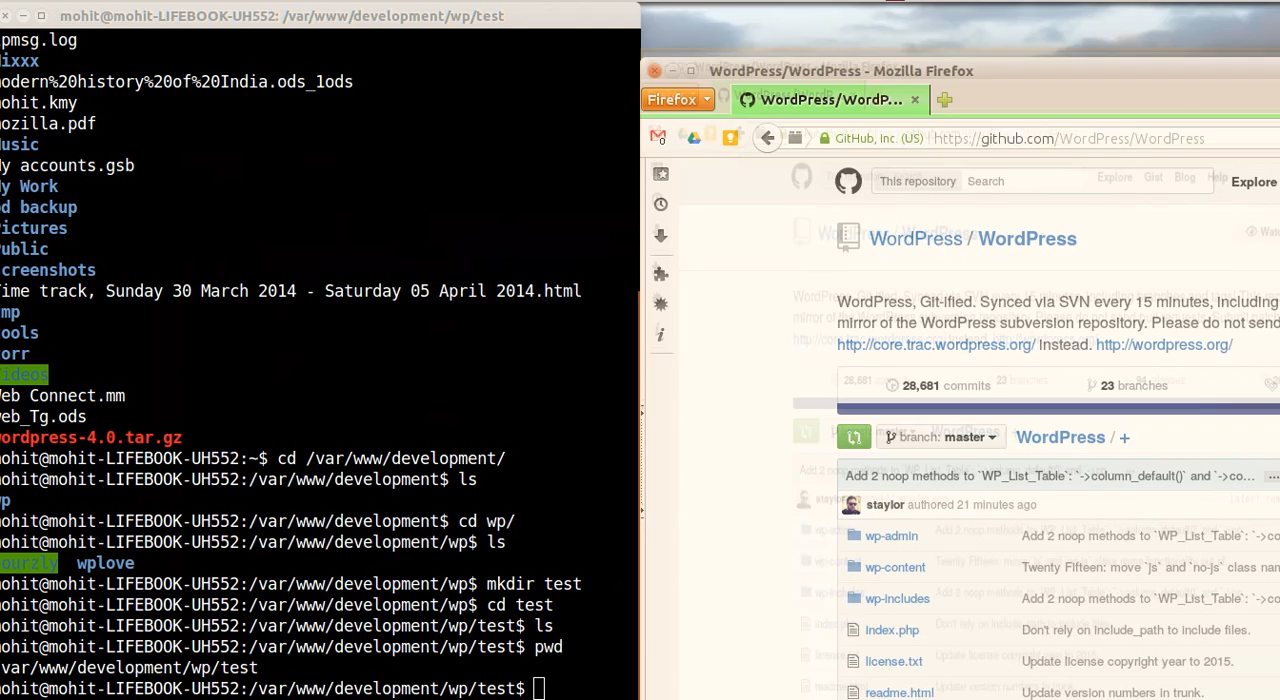 mohit@mohit-LIFEBOOK-UH552: /var/www/development/wp/test
pmsg.log
ixxx
odern%20history%20of%20India.ods_1ods
ohit.kmy
ozilla.pdf
usic
y accounts.gsb
y Work
d backup
ictures
ublic
creenshots
ime track, Sunday 30 March 2014 - Saturday 05 April 2014.html
mp
ools
orr
ideos
eb Connect.mm
eb_Tg.ods
ordpress-4.0.tar.gz
ohit@mohit-LIFEBOOK-UH552:~$ cd /var/www/development/
ohit@mohit-LIFEBOOK-UH552:/var/www/development$ ls
p
ohit@mohit-LIFEBOOK-UH552:/var/www/development$ cd wp/
ohit@mohit-LIFEBOOK-UH552:/var/www/development/wp$ ls
ourzly wplove
ohit@mohit-LIFEBOOK-UH552:/var/www/development/wp$ mkdir test
ohit@mohit-LIFEBOOK-UH552:/var/www/development/wp$ cd test
ohit@mohit-LIFEBOOK-UH552:/var/www/development/wp/test$ ls
ohit@mohit-LIFEBOOK-UH552:/var/www/development/wp/test$ pwd
var/www/development/wp/test
ohit@mohit-LIFEBOOK-UH552:/var/www/development/wp/test$
WordPress/WordPress - Mozilla Firefox
Firefox
WordPress/WordP...
GitHub, Inc. (US) https://github.com/WordPress/WordPress
This repository Search Explore
WordPress / WordPress
WordPress, Git-ified. Synced via SVN every 15 minutes, including
mirror of the WordPress subversion repository. Please do not send
http://core.trac.wordpress.org/ instead. http://wordpress.org/
28,681 commits 23 branches
branch: master WordPress / +
Add 2 noop methods to `WP_List_Table`: `->column_default()` and `->co... ...
staylor authored 21 minutes ago
wp-admin Add 2 noop methods to `WP_List_Table`: `->co
wp-content Twenty Fifteen: move `js` and `no-js` class nam
wp-includes Add 2 noop methods to `WP_List_Table`: `->co
index.php Don't rely on include_path to include files.
license.txt Update license copyright year to 2015.
readme.html Update version numbers in trunk.